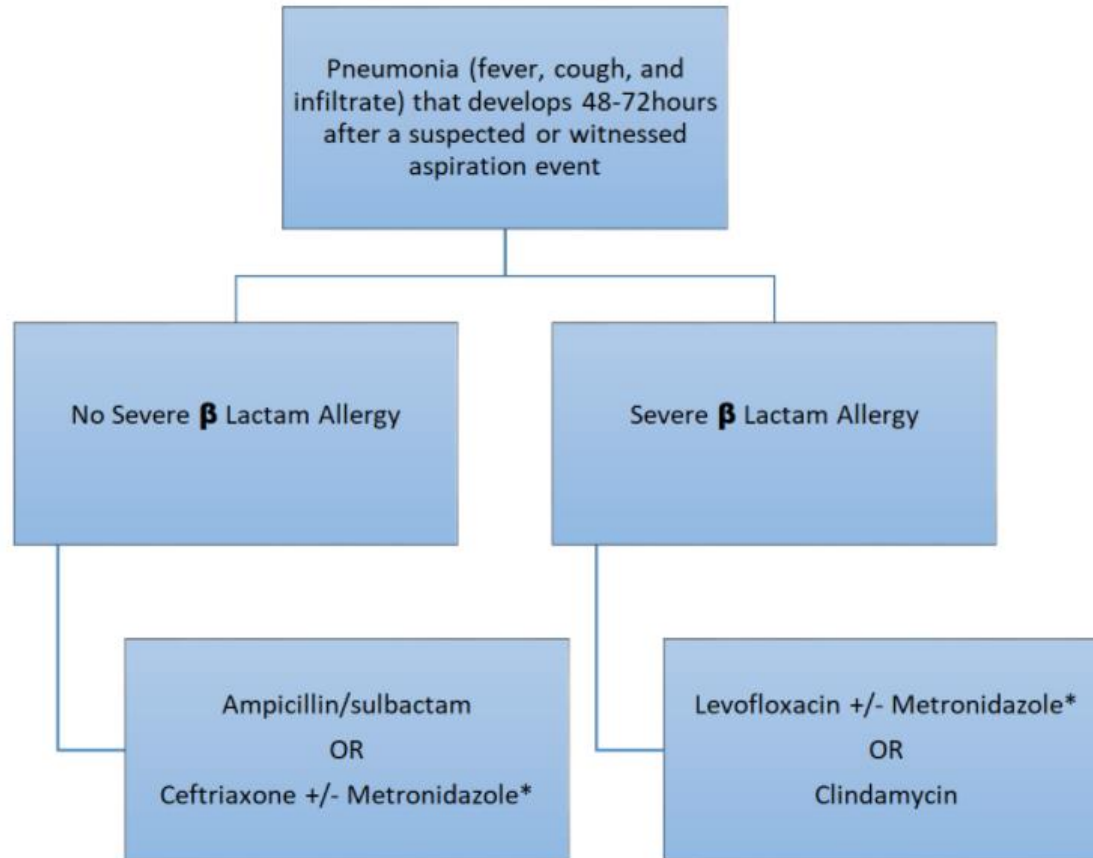 Pneumonia (fever, cough, and
infiltrate) that develops 48-72hours
after a suspected or witnessed
aspiration event
No Severe β Lactam Allergy
Severe β Lactam Allergy
Ampicillin/sulbactam
OR
Ceftriaxone +/- Metronidazole*
Levofloxacin +/- Metronidazole*
OR
Clindamycin